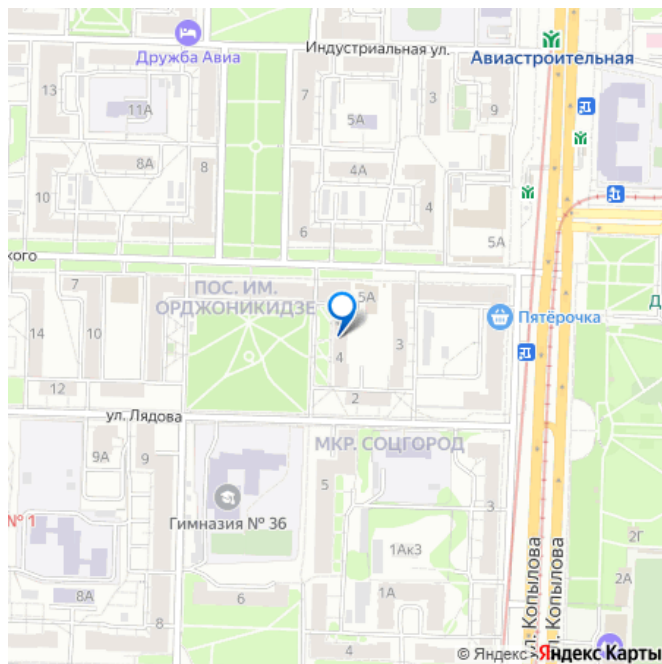 Дружба Авиа
Индустриальная ул.
Авиастроительная
13
11А
7
3
9
5А
8А
8
4А
10
4
6
5А
кого
7
ПОС. ИМ.
ОРДЖОНИКИДЗЕ
5А
Пятёрочка
Д
14
10
4
3
12
2
ул. Лядова
МКР. СОЦГОРОД
9А
9
5
3
№ 1
Гимназия № 36
1Ак3
2Г
8А
6
1А
2А
8
ул. Копылова
ул. Копылова
© Яндекс
Яндекс Карты